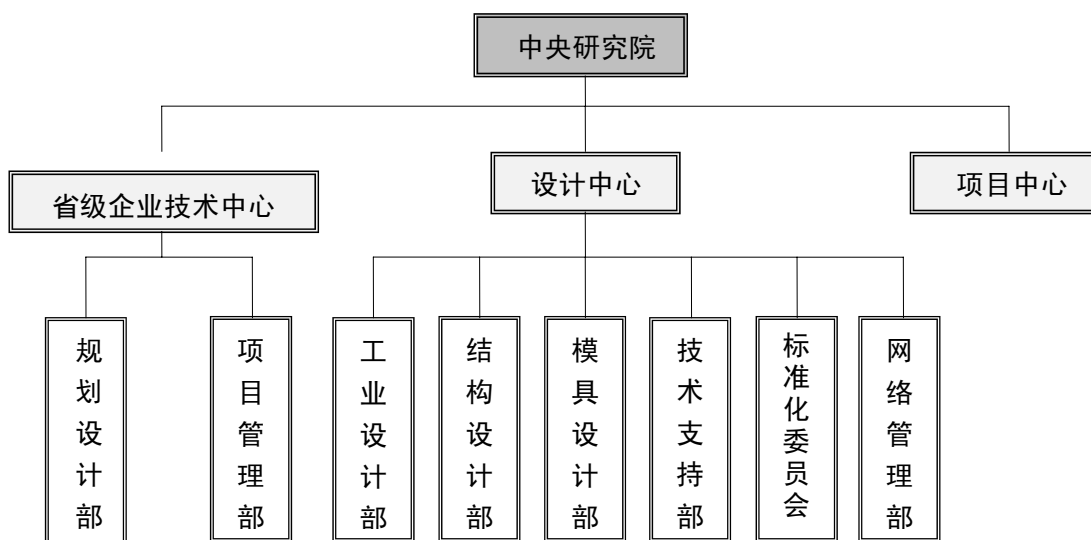 中央研究院
省级企业技术中心
设计中心
项目中心
规划设计部
项目管理部
工业设计部
结构设计部
模具设计部
技术支持部
标准化委员会
网络管理部